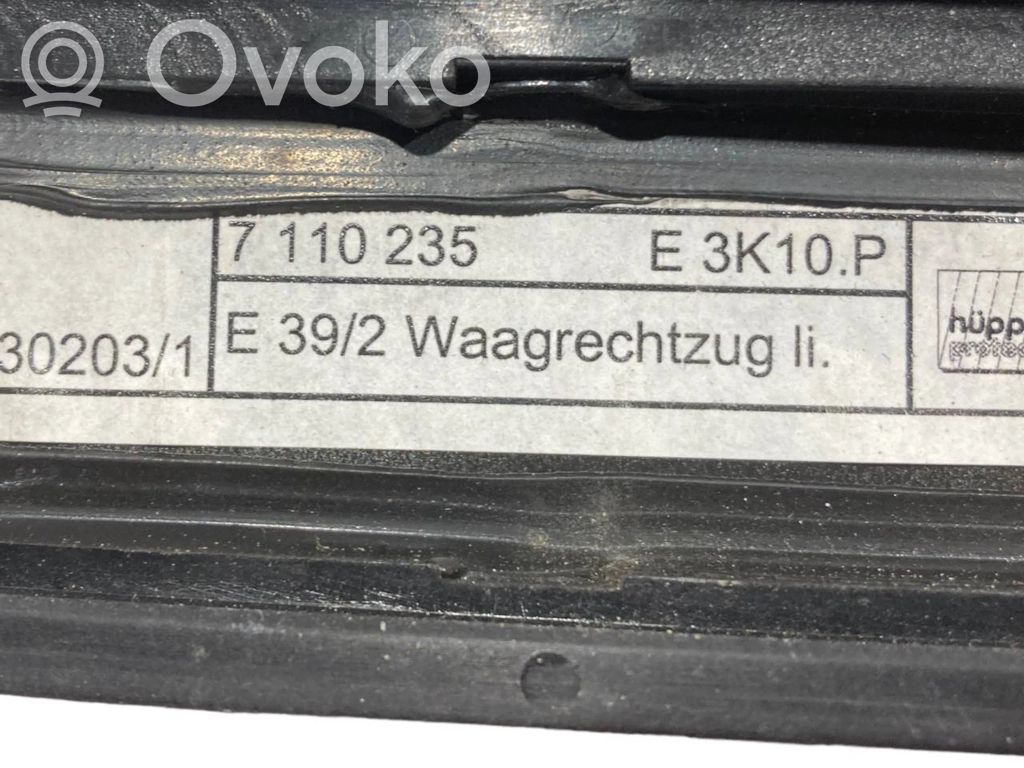 Ovoko
7 110 235 E 3K10.P
30203/1 E 39/2 Waagrechtzug li.
hüpp